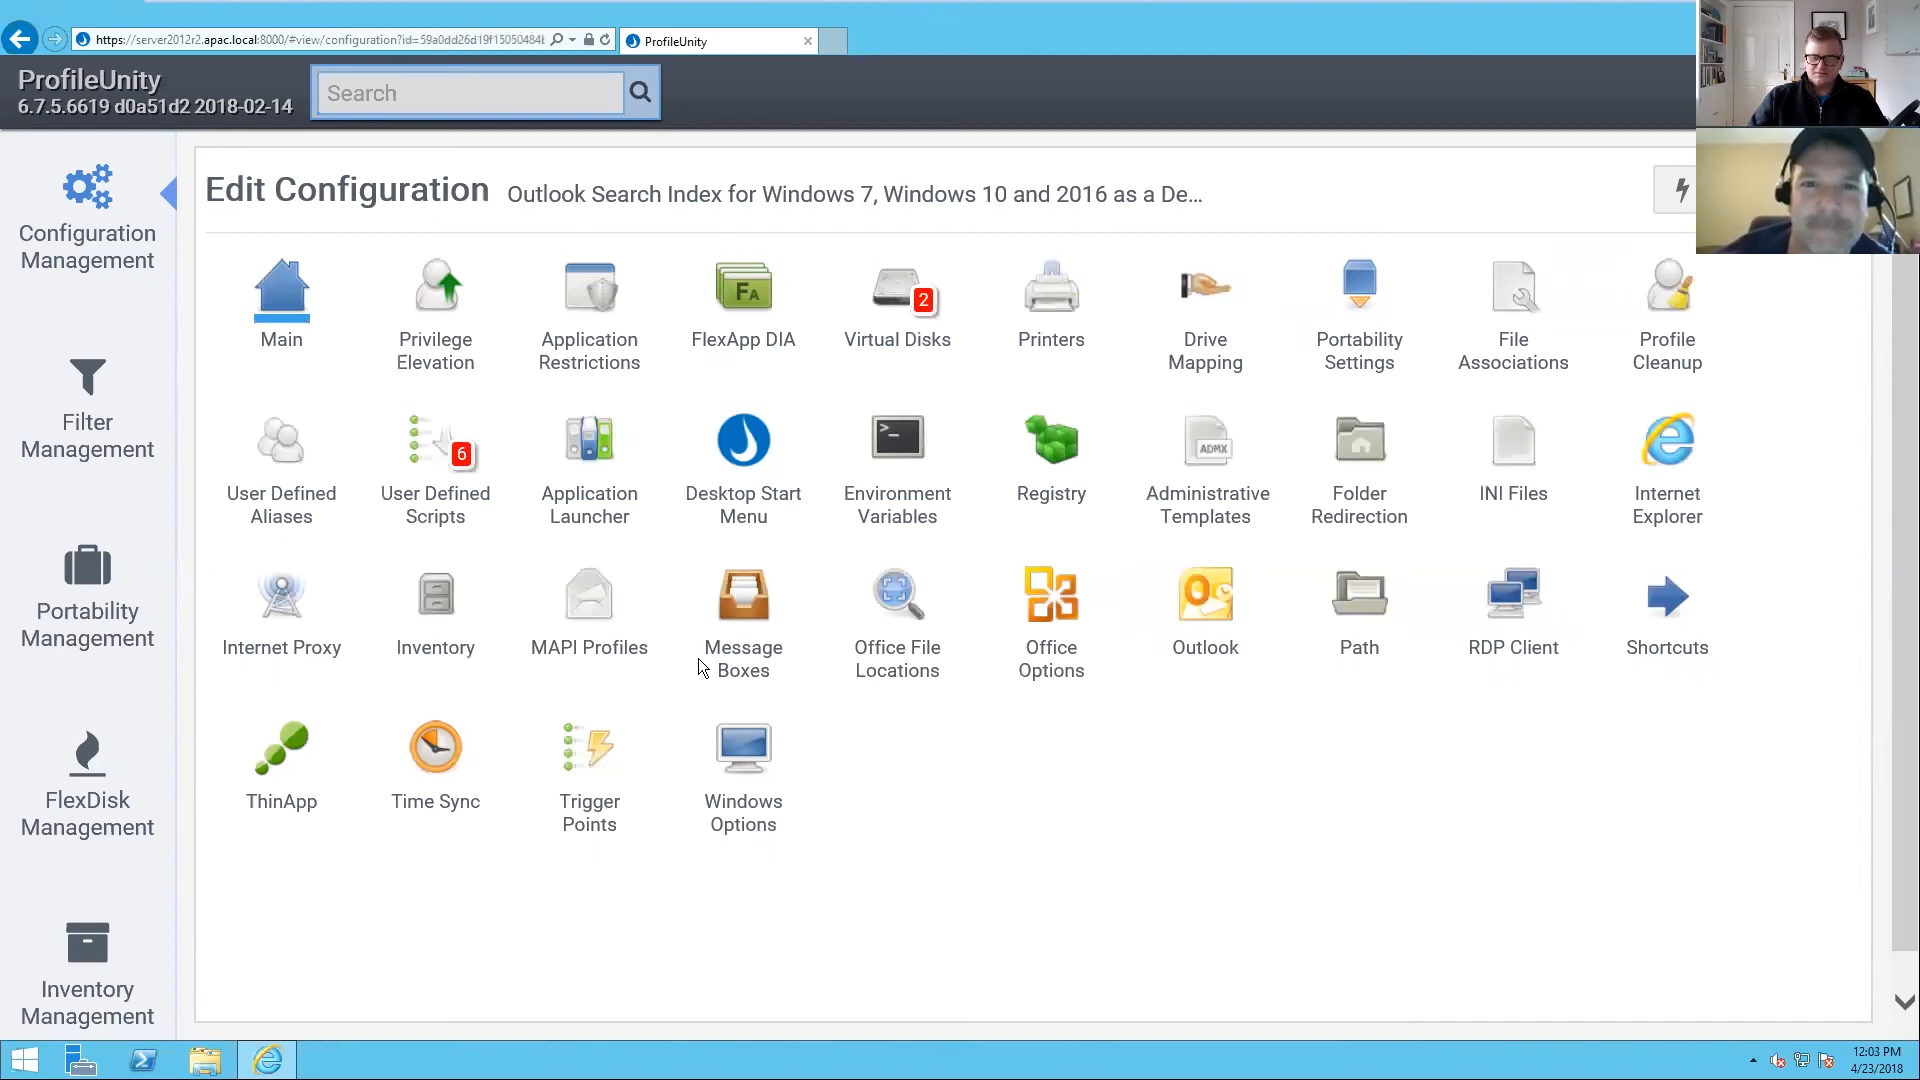 https://server2012r2.apac.local:8000/#view/configuration?id=59a0dd26d19f15050484
ProfileUnity
ProfileUnity
6.7.5.6619 d0a51d2 2018-02-14
Search
Configuration
Management
Filter
Management
Portability
Management
FlexDisk
Management
Inventory
Management
Edit Configuration
Outlook Search Index for Windows 7, Windows 10 and 2016 as a De...
Main
Privilege
Elevation
Application
Restrictions
FA
FlexApp DIA
2
Virtual Disks
Printers
Drive
Mapping
Portability
Settings
File
Associations
Profile
Cleanup
User Defined
Aliases
6
User Defined
Scripts
Application
Launcher
Desktop Start
Menu
>_
Environment
Variables
Registry
ADMX
Administrative
Templates
Folder
Redirection
INI Files
Internet
Explorer
Internet Proxy
Inventory
MAPI Profiles
Message
Boxes
Office File
Locations
Office
Options
Outlook
Path
RDP Client
Shortcuts
ThinApp
Time Sync
Trigger
Points
Windows
Options
12:03 PM
4/23/2018